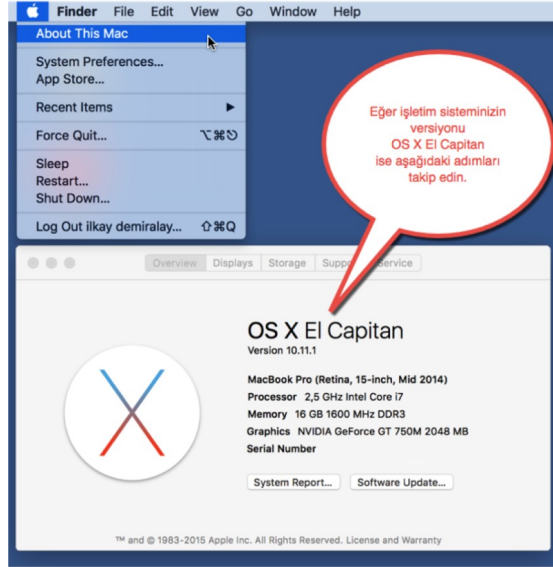 Finder File Edit View Go Window Help
About This Mac
System Preferences...
App Store...
Recent Items
Force Quit... ⌥⌘⎋
Sleep
Restart...
Shut Down...
Log Out ilkay demiralay... ⇧⌘Q
Eğer işletim sisteminizin
versiyonu
OS X El Capitan
ise aşağıdaki adımları
takip edin.
Overview Displays Storage Service
OS X El Capitan
Version 10.11.1
MacBook Pro (Retina, 15-inch, Mid 2014)
Processor 2,5 GHz Intel Core i7
Memory 16 GB 1600 MHz DDR3
Graphics NVIDIA GeForce GT 750M 2048 MB
Serial Number
System Report... Software Update...
™ and © 1983-2015 Apple Inc. All Rights Reserved. License and Warranty